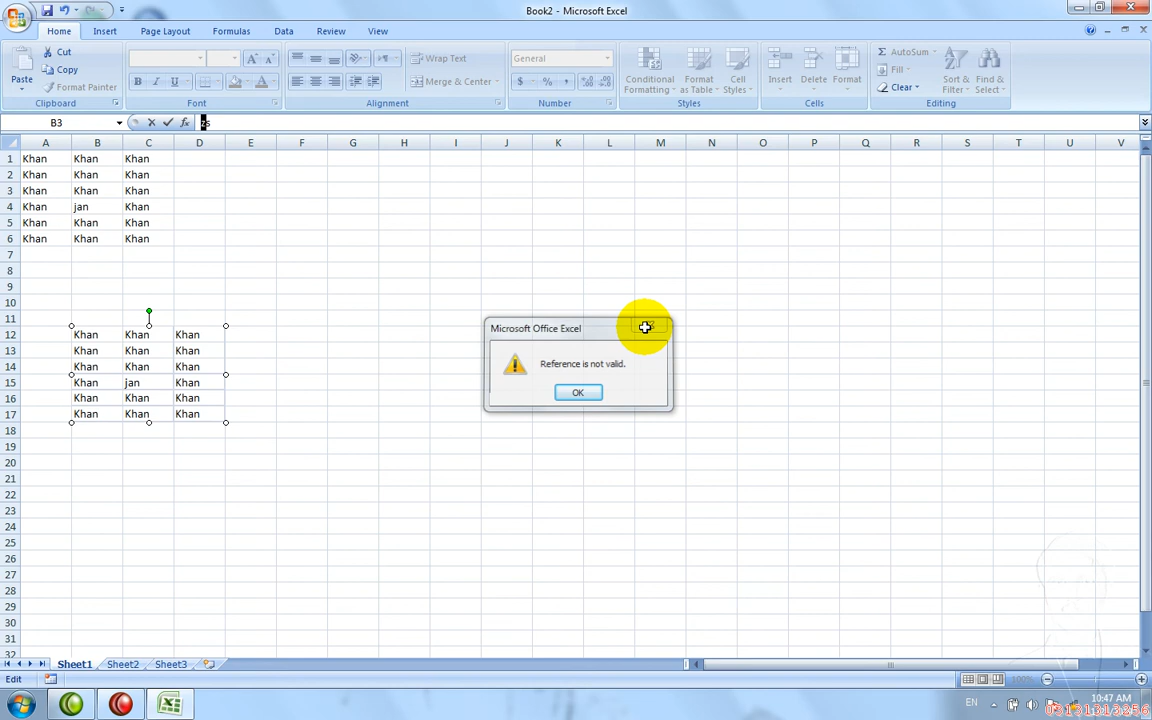 Book2 - Microsoft Excel
Home Insert Page Layout Formulas Data Review View
Paste
Cut
Copy
Format Painter
Clipboard
B I U
Font
Wrap Text
Merge & Center
Alignment
General
$ % ,
Number
Conditional Formatting
Format as Table
Cell Styles
Styles
Insert Delete Format
Cells
AutoSum
Fill
Clear
Sort & Filter
Find & Select
Editing
B3 fx zs
A B C D E F G H I J K L M N O P Q R S T U V
1 Khan Khan Khan
2 Khan Khan Khan
3 Khan Khan Khan
4 Khan jan Khan
5 Khan Khan Khan
6 Khan Khan Khan
7
8
9
10
11
12 Khan Khan Khan
13 Khan Khan Khan
14 Khan Khan Khan
15 Khan jan Khan
16 Khan Khan Khan
17 Khan Khan Khan
18
19
20
21
22
23
24
25
26
27
28
29
30
31
32
Microsoft Office Excel
Reference is not valid.
OK
Sheet1 Sheet2 Sheet3
Edit
100%
EN
10:47 AM